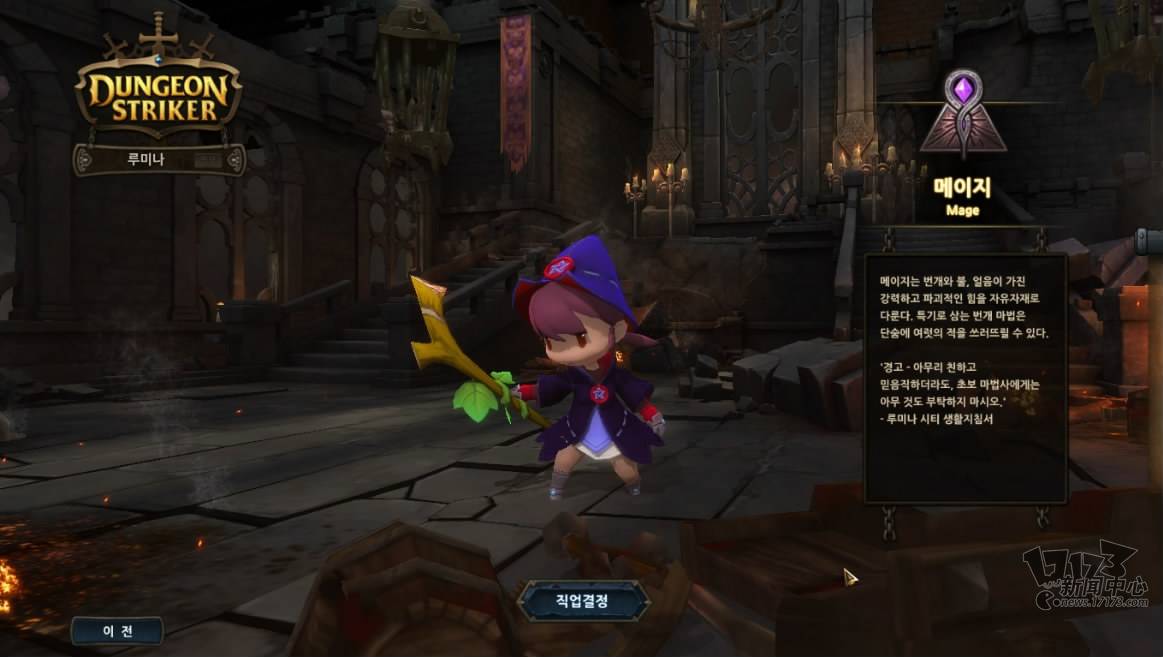 DUNGEON
STRIKER
루미나
메이지
Mage
메이지는 번개와 불, 얼음이 가진
강력하고 파괴적인 힘을 자유자재로
다룬다. 특기로 삼는 번개 마법은
단숨에 여럿의 적을 쓰러뜨릴 수 있다.
'경고 - 아무리 친하고
믿음직하더라도, 초보 마법사에게는
아무 것도 부탁하지 마시오.'
- 루미나 시티 생활지침서
직업결정
이 전
17173
新闻中心
news.17173.com